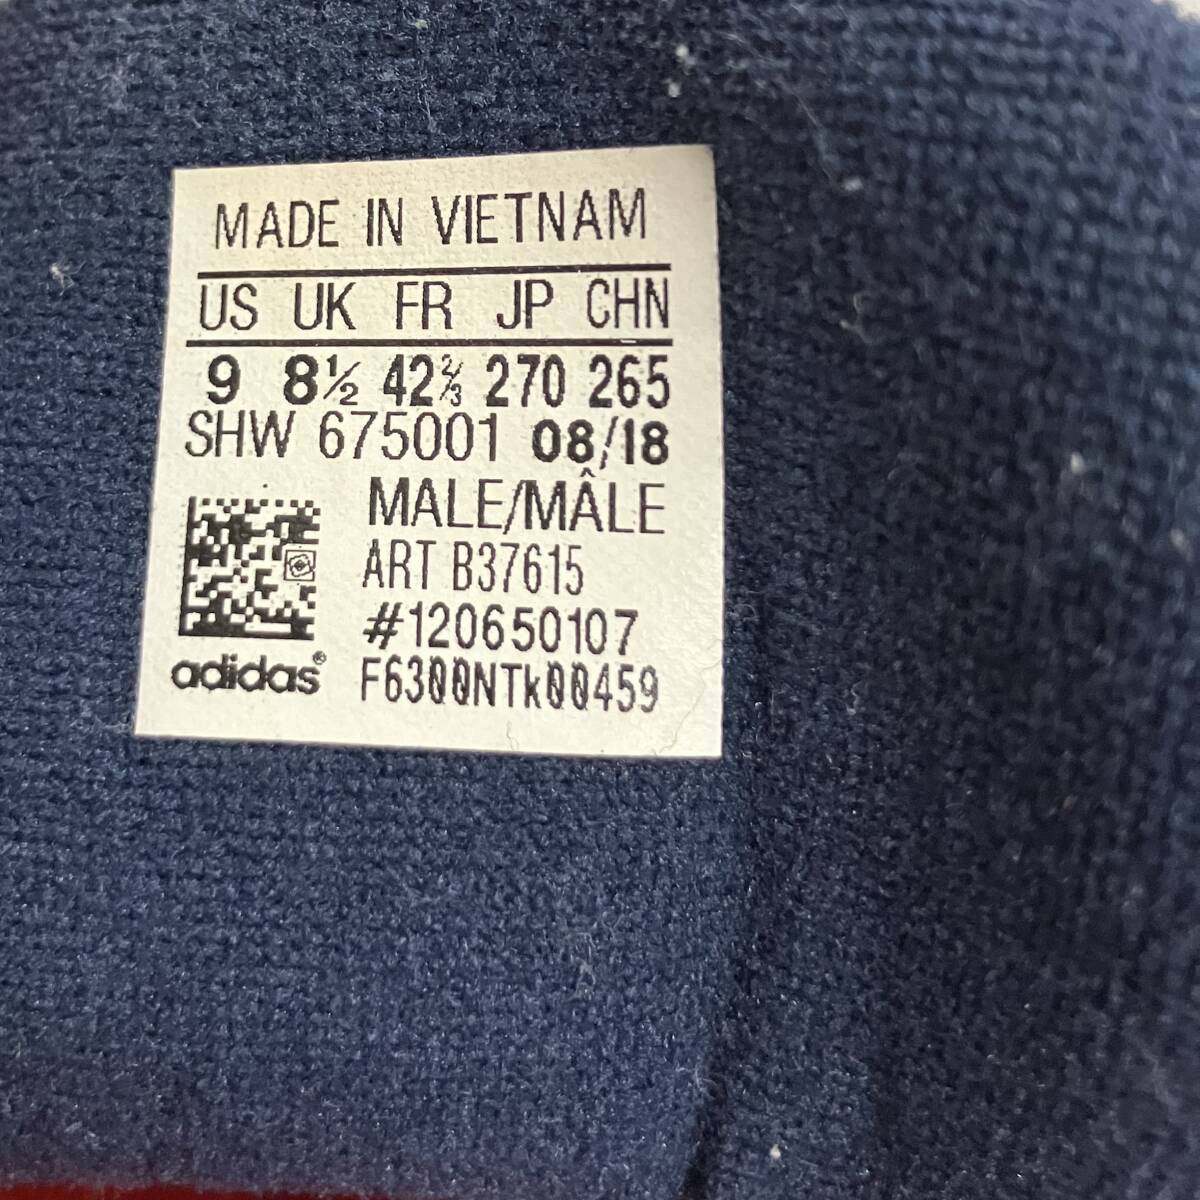 MADE IN VIETNAM
US UK FR JP CHN
9 8½ 42⅔ 270 265
SHW 675001 08/18
MALE/MÂLE
ART B37615
#120650107
adidas® F6300NTk00459